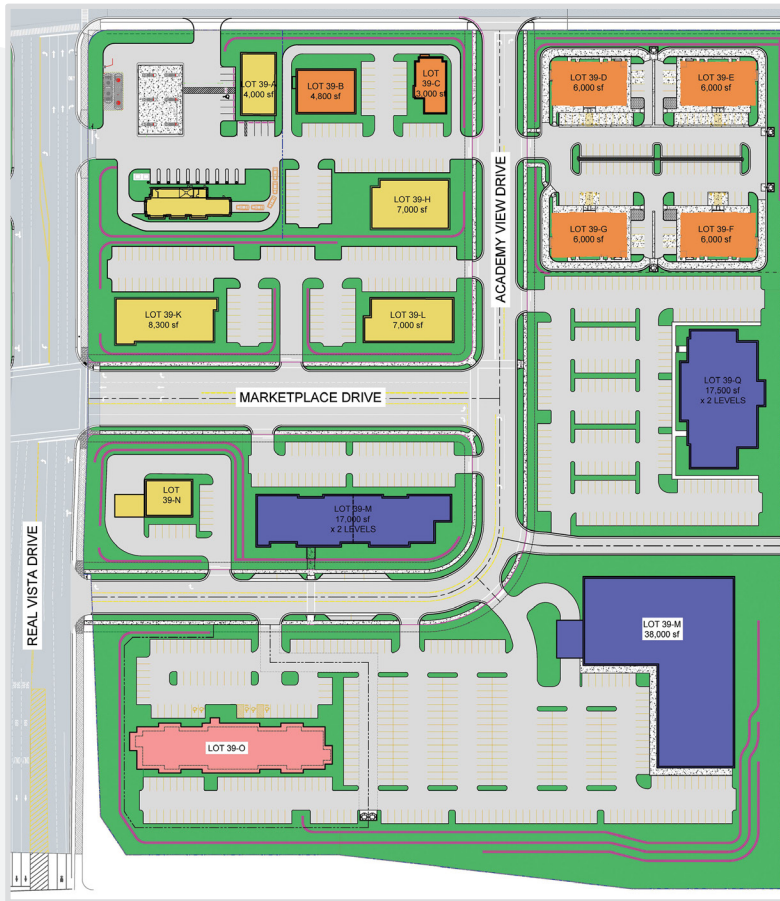 LOT 39-A
4,000 sf
LOT 39-B
4,800 sf
LOT
39-C
3,000 sf
LOT 39-D
6,000 sf
LOT 39-E
6,000 sf
LOT 39-H
7,000 sf
LOT 39-G
6,000 sf
LOT 39-F
6,000 sf
ACADEMY VIEW DRIVE
LOT 39-K
8,300 sf
LOT 39-L
7,000 sf
LOT 39-Q
17,500 sf
x 2 LEVELS
MARKETPLACE DRIVE
LOT
39-N
LOT 39-M
17,000 sf
x 2 LEVELS
REAL VISTA DRIVE
LOT 39-M
38,000 sf
LOT 39-O